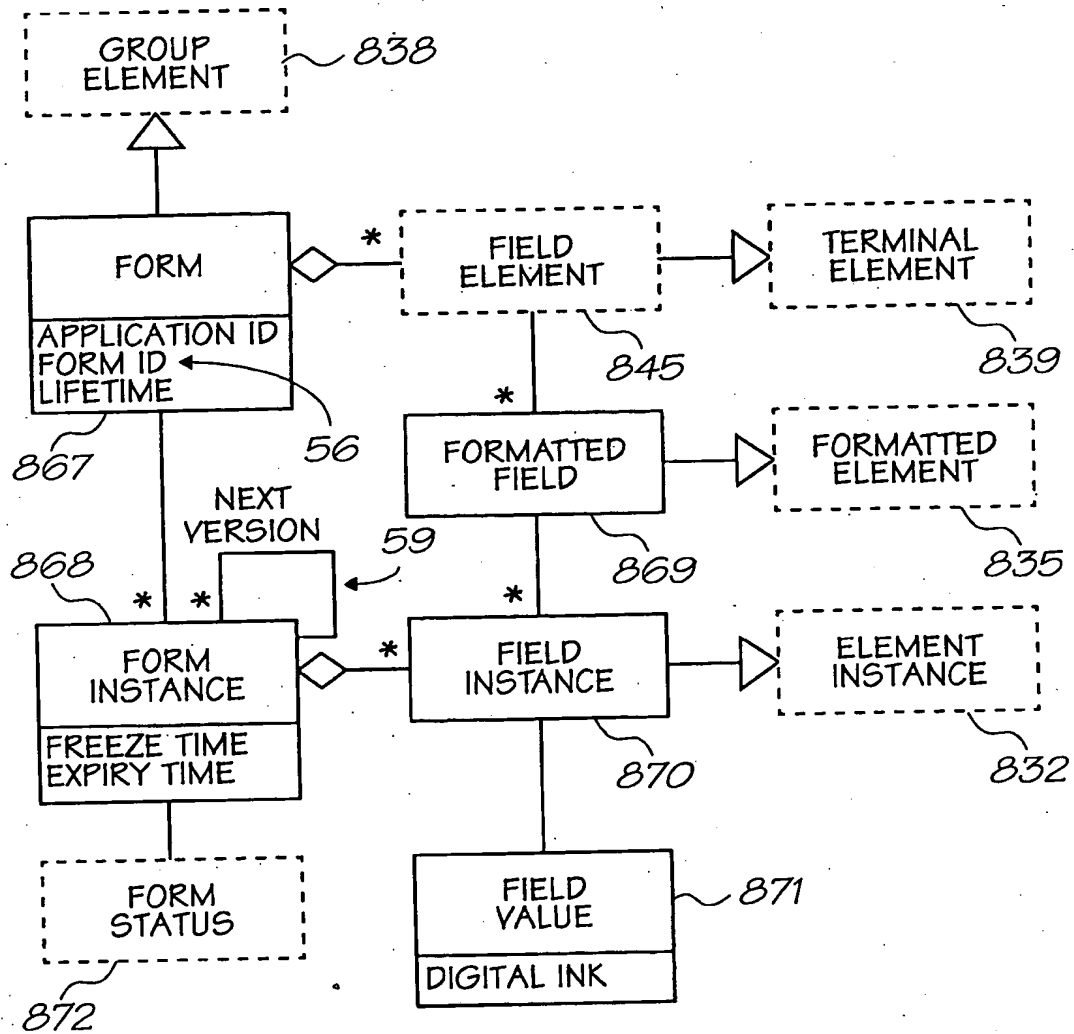 GROUP
ELEMENT
838
FORM
*
FIELD
ELEMENT
TERMINAL
ELEMENT
APPLICATION ID
FORM ID
LIFETIME
845
839
867
56
*
FORMATTED
FIELD
FORMATTED
ELEMENT
NEXT
VERSION
59
869
835
868
*
*
*
FORM
INSTANCE
*
FIELD
INSTANCE
ELEMENT
INSTANCE
FREEZE TIME
EXPIRY TIME
870
832
FORM
STATUS
FIELD
VALUE
871
DIGITAL INK
872